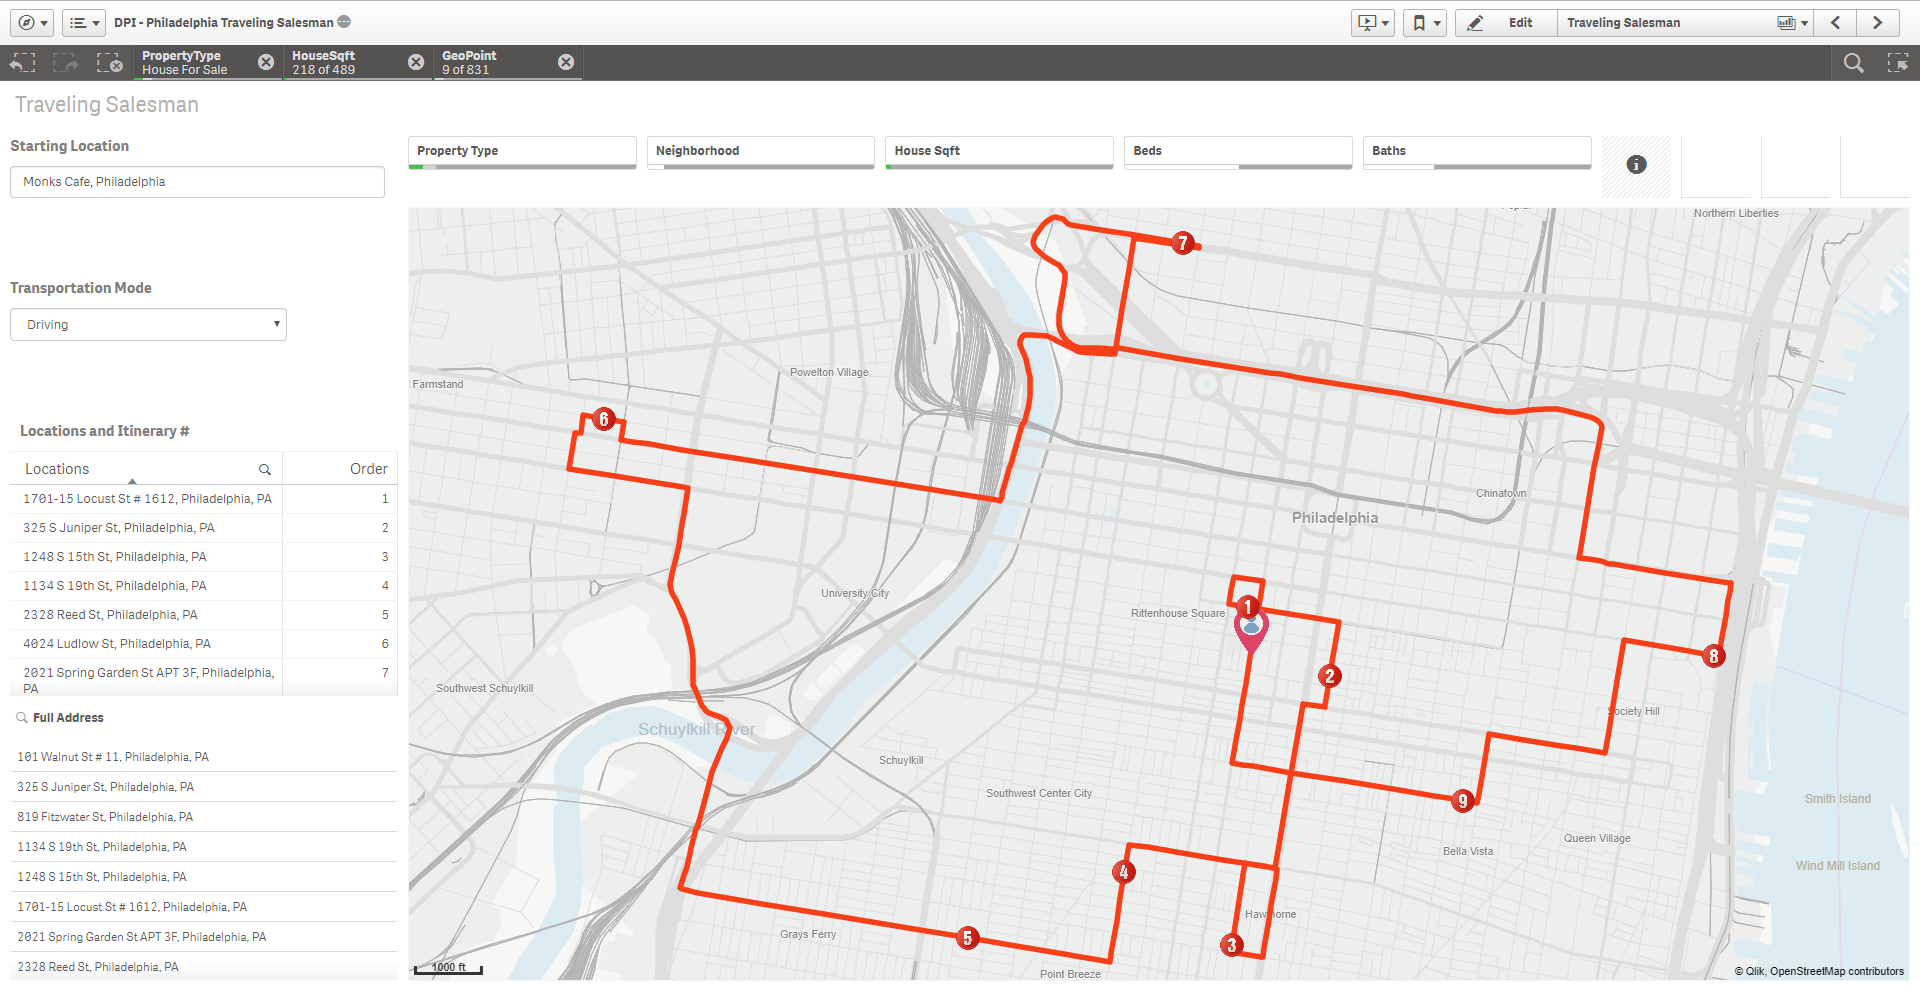 DPI - Philadelphia Traveling Salesman
Edit
Traveling Salesman
PropertyType
House For Sale
HouseSqft
218 of 489
GeoPoint
9 of 831
Traveling Salesman
Starting Location
Monks Cafe, Philadelphia
Transportation Mode
Driving
Locations and Itinerary #
Locations Order
1701-15 Locust St # 1612, Philadelphia, PA 1
325 S Juniper St, Philadelphia, PA 2
1248 S 15th St, Philadelphia, PA 3
1134 S 19th St, Philadelphia, PA 4
2328 Reed St, Philadelphia, PA 5
4024 Ludlow St, Philadelphia, PA 6
2021 Spring Garden St APT 3F, Philadelphia, 7
PA
Full Address
101 Walnut St # 11, Philadelphia, PA
325 S Juniper St, Philadelphia, PA
819 Fitzwater St, Philadelphia, PA
1134 S 19th St, Philadelphia, PA
1248 S 15th St, Philadelphia, PA
1701-15 Locust St # 1612, Philadelphia, PA
2021 Spring Garden St APT 3F, Philadelphia, PA
2328 Reed St, Philadelphia, PA
Property Type
Neighborhood
House Sqft
Beds
Baths
Northern Liberties
7
Powelton Village
Farmstand
6
Chinatown
Philadelphia
University City
1
Rittenhouse Square
8
2
Southwest Schuylkill
Society Hill
Schuylkill River
Schuylkill
Southwest Center City
9
Smith Island
Queen Village
Bella Vista
Wind Mill Island
4
Hawthorne
Grays Ferry
5
3
1000 ft
Point Breeze
© Qlik, OpenStreetMap contributors